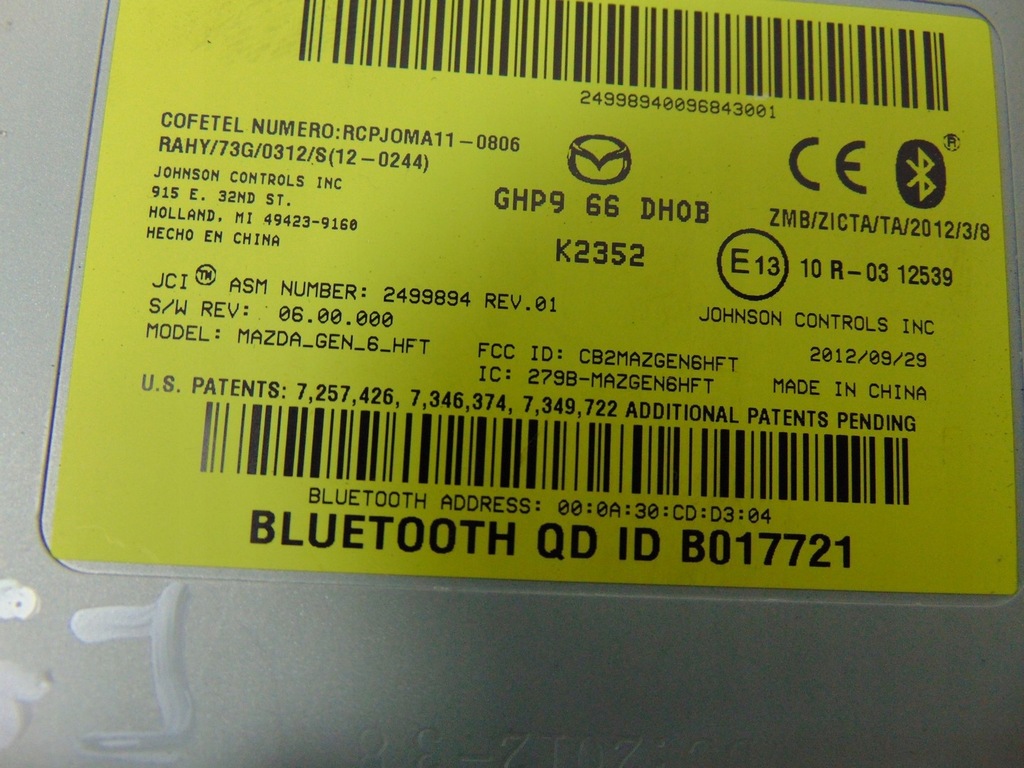 24998940096843001
COFETEL NUMERO:RCPJOMA11-0806
RAHY/73G/0312/S(12-0244)
JOHNSON CONTROLS INC
915 E. 32ND ST.
HOLLAND, MI 49423-9160
HECHO EN CHINA
GHP9 66 DH0B
K2352
CE
®
ZMB/ZICTA/TA/2012/3/8
E13 10 R-03 12539
JCI™ ASM NUMBER: 2499894 REV.01
S/W REV: 06.00.000
MODEL: MAZDA_GEN_6_HFT
FCC ID: CB2MAZGEN6HFT
IC: 279B-MAZGEN6HFT
JOHNSON CONTROLS INC
2012/09/29
MADE IN CHINA
U.S. PATENTS: 7,257,426, 7,346,374, 7,349,722 ADDITIONAL PATENTS PENDING
BLUETOOTH ADDRESS: 00:0A:30:CD:D3:04
BLUETOOTH QD ID B017721